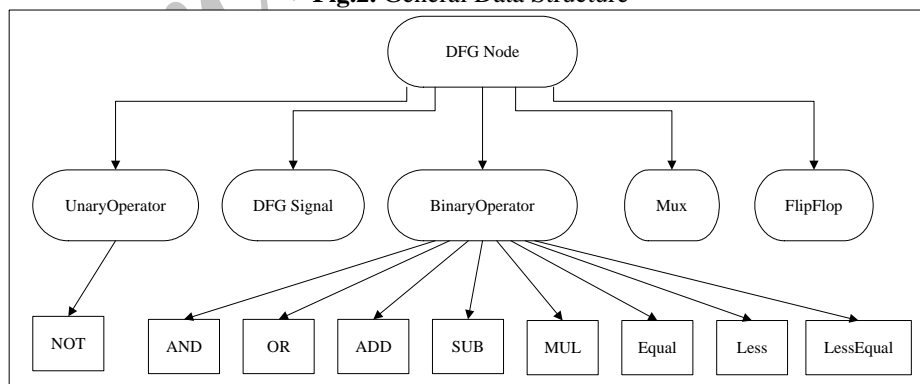 Fig.2. General Data Structure
DFG Node
UnaryOperator
DFG Signal
BinaryOperator
Mux
FlipFlop
NOT
AND
OR
ADD
SUB
MUL
Equal
Less
LessEqual